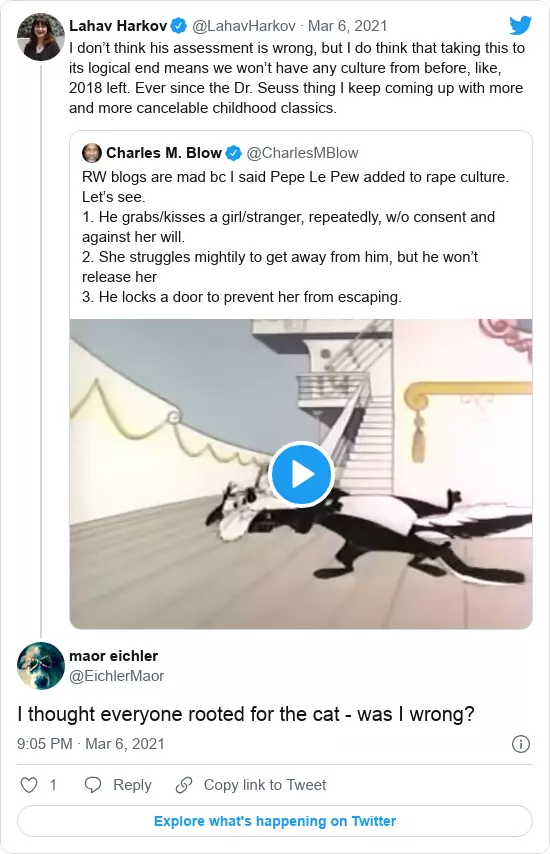 Lahav Harkov @LahavHarkov · Mar 6, 2021
I don’t think his assessment is wrong, but I do think that taking this to
its logical end means we won’t have any culture from before, like,
2018 left. Ever since the Dr. Seuss thing I keep coming up with more
and more cancelable childhood classics.
Charles M. Blow @CharlesMBlow
RW blogs are mad bc I said Pepe Le Pew added to rape culture.
Let’s see.
1. He grabs/kisses a girl/stranger, repeatedly, w/o consent and
against her will.
2. She struggles mightily to get away from him, but he won’t
release her
3. He locks a door to prevent her from escaping.
maor eichler
@EichlerMaor
I thought everyone rooted for the cat - was I wrong?
9:05 PM · Mar 6, 2021
1 Reply Copy link to Tweet
Explore what's happening on Twitter